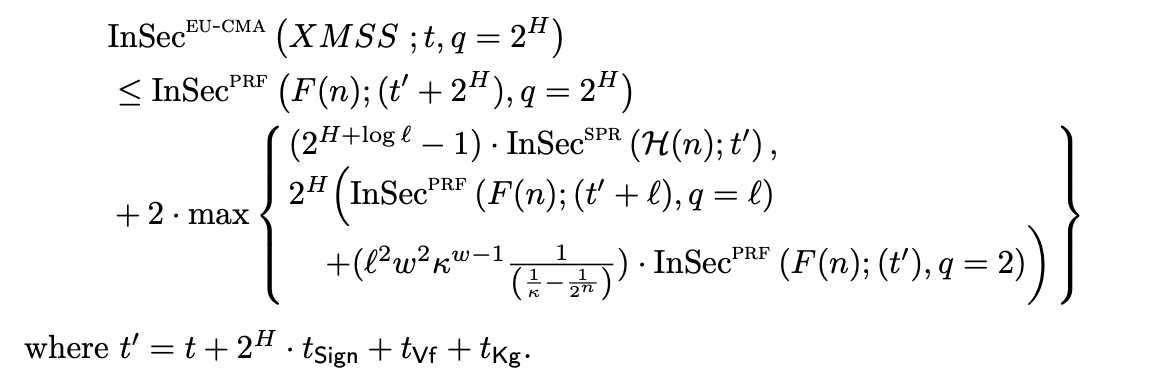 InSec^EU-CMA (XMSS ; t, q = 2^H)
≤ InSec^PRF (F(n); (t′ + 2^H), q = 2^H)
+ 2 · max { (2^{H+log ℓ} − 1) · InSec^SPR (ℋ(n); t′) ,
2^H (InSec^PRF (F(n); (t′ + ℓ), q = ℓ)
+(ℓ^2 w^2 κ^{w−1} 1/(1/κ − 1/2^n)) · InSec^PRF (F(n); (t′), q = 2)) }
where t′ = t + 2^H · t_Sign + t_Vf + t_Kg.